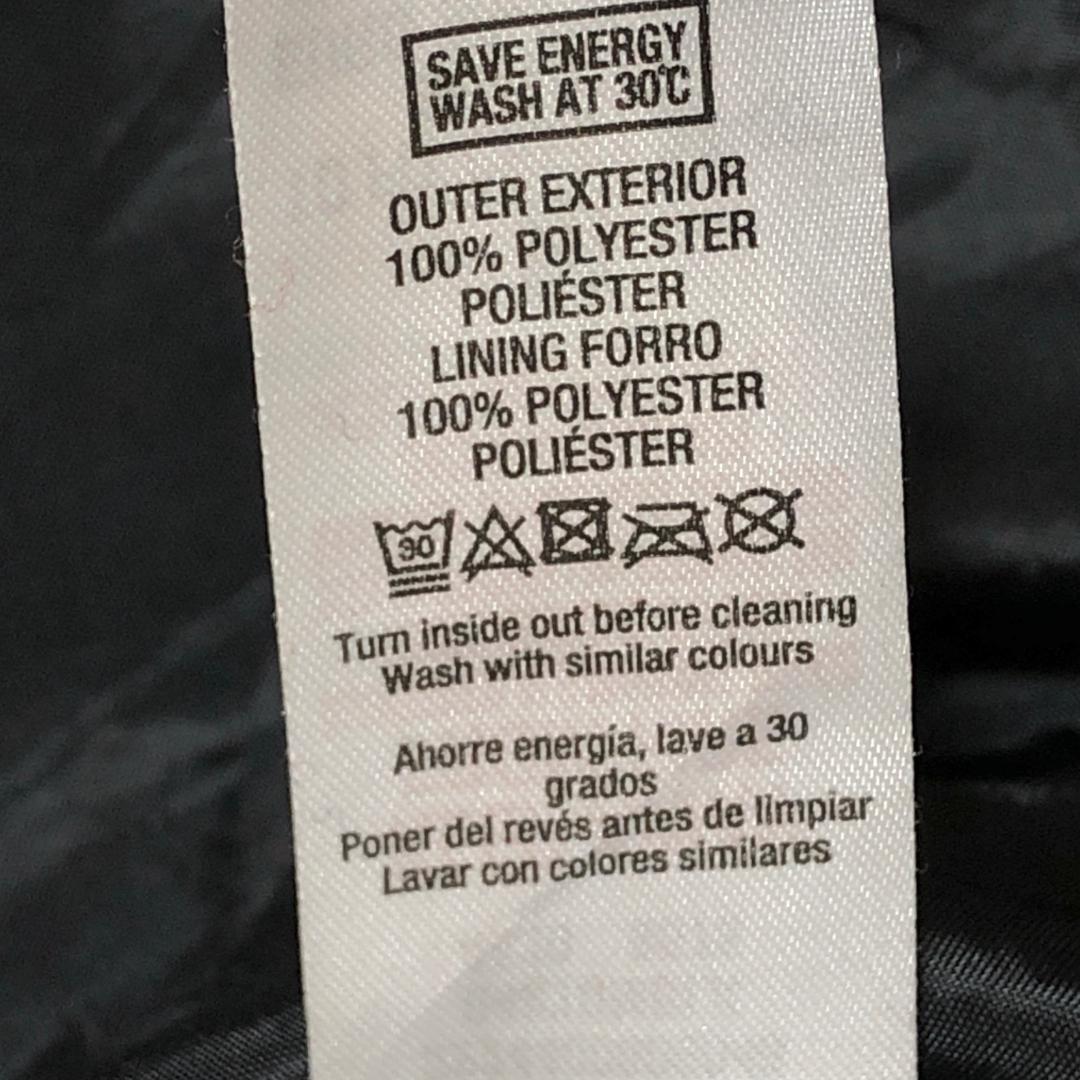 SAVE ENERGY
WASH AT 30°C
OUTER EXTERIOR
100% POLYESTER
POLIÉSTER
LINING FORRO
100% POLYESTER
POLIÉSTER
30
Turn inside out before cleaning
Wash with similar colours
Ahorre energía, lave a 30
grados
Poner del revés antes de limpiar
Lavar con colores similares